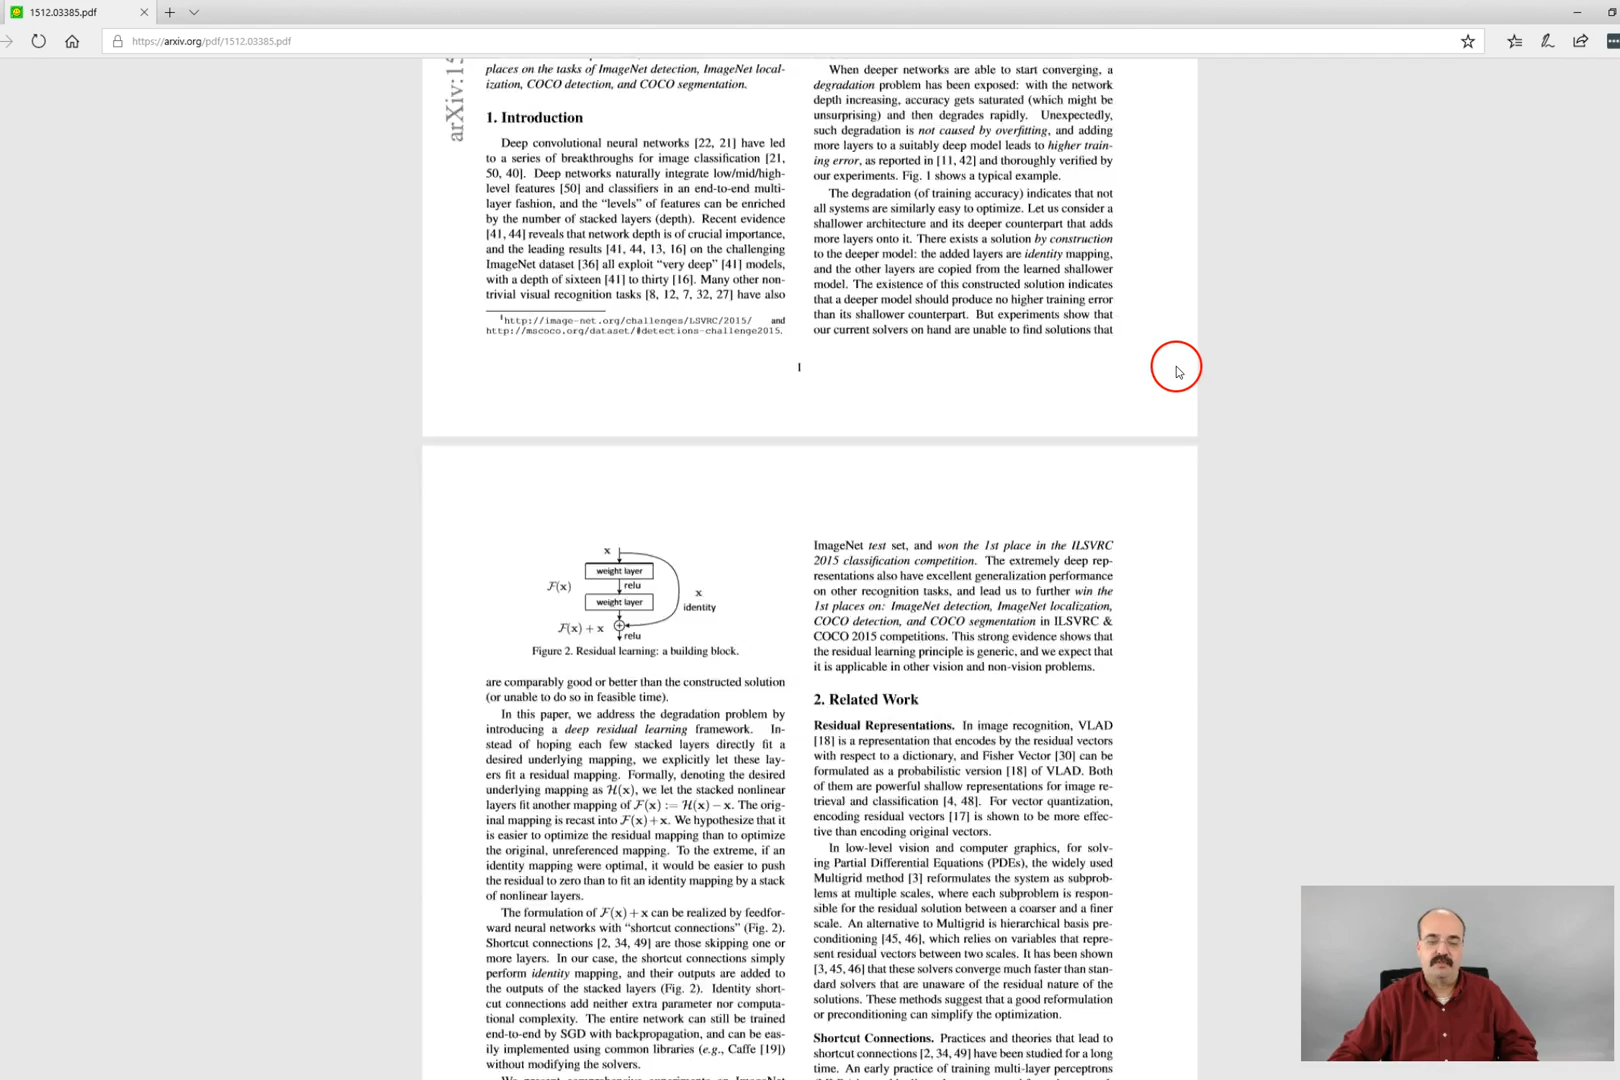 1512.03385.pdf
https://arxiv.org/pdf/1512.03385.pdf
arXiv:15
places on the tasks of ImageNet detection, ImageNet local-
ization, COCO detection, and COCO segmentation.
1. Introduction
Deep convolutional neural networks [22, 21] have led
to a series of breakthroughs for image classification [21,
50, 40]. Deep networks naturally integrate low/mid/high-
level features [50] and classifiers in an end-to-end multi-
layer fashion, and the “levels” of features can be enriched
by the number of stacked layers (depth). Recent evidence
[41, 44] reveals that network depth is of crucial importance,
and the leading results [41, 44, 13, 16] on the challenging
ImageNet dataset [36] all exploit “very deep” [41] models,
with a depth of sixteen [41] to thirty [16]. Many other non-
trivial visual recognition tasks [8, 12, 7, 32, 27] have also
1http://image-net.org/challenges/LSVRC/2015/ and
http://mscoco.org/dataset/#detections-challenge2015.
When deeper networks are able to start converging, a
degradation problem has been exposed: with the network
depth increasing, accuracy gets saturated (which might be
unsurprising) and then degrades rapidly. Unexpectedly,
such degradation is not caused by overfitting, and adding
more layers to a suitably deep model leads to higher train-
ing error, as reported in [11, 42] and thoroughly verified by
our experiments. Fig. 1 shows a typical example.
The degradation (of training accuracy) indicates that not
all systems are similarly easy to optimize. Let us consider a
shallower architecture and its deeper counterpart that adds
more layers onto it. There exists a solution by construction
to the deeper model: the added layers are identity mapping,
and the other layers are copied from the learned shallower
model. The existence of this constructed solution indicates
that a deeper model should produce no higher training error
than its shallower counterpart. But experiments show that
our current solvers on hand are unable to find solutions that
1
x
weight layer
F(x)
relu
weight layer
x
identity
F(x) + x
relu
Figure 2. Residual learning: a building block.
are comparably good or better than the constructed solution
(or unable to do so in feasible time).
In this paper, we address the degradation problem by
introducing a deep residual learning framework. In-
stead of hoping each few stacked layers directly fit a
desired underlying mapping, we explicitly let these lay-
ers fit a residual mapping. Formally, denoting the desired
underlying mapping as H(x), we let the stacked nonlinear
layers fit another mapping of F(x) := H(x) − x. The orig-
inal mapping is recast into F(x)+x. We hypothesize that it
is easier to optimize the residual mapping than to optimize
the original, unreferenced mapping. To the extreme, if an
identity mapping were optimal, it would be easier to push
the residual to zero than to fit an identity mapping by a stack
of nonlinear layers.
The formulation of F(x)+x can be realized by feedfor-
ward neural networks with “shortcut connections” (Fig. 2).
Shortcut connections [2, 34, 49] are those skipping one or
more layers. In our case, the shortcut connections simply
perform identity mapping, and their outputs are added to
the outputs of the stacked layers (Fig. 2). Identity short-
cut connections add neither extra parameter nor computa-
tional complexity. The entire network can still be trained
end-to-end by SGD with backpropagation, and can be eas-
ily implemented using common libraries (e.g., Caffe [19])
without modifying the solvers.
We present comprehensive experiments on ImageNet
ImageNet test set, and won the 1st place in the ILSVRC
2015 classification competition. The extremely deep rep-
resentations also have excellent generalization performance
on other recognition tasks, and lead us to further win the
1st places on: ImageNet detection, ImageNet localization,
COCO detection, and COCO segmentation in ILSVRC &
COCO 2015 competitions. This strong evidence shows that
the residual learning principle is generic, and we expect that
it is applicable in other vision and non-vision problems.
2. Related Work
Residual Representations. In image recognition, VLAD
[18] is a representation that encodes by the residual vectors
with respect to a dictionary, and Fisher Vector [30] can be
formulated as a probabilistic version [18] of VLAD. Both
of them are powerful shallow representations for image re-
trieval and classification [4, 48]. For vector quantization,
encoding residual vectors [17] is shown to be more effec-
tive than encoding original vectors.
In low-level vision and computer graphics, for solv-
ing Partial Differential Equations (PDEs), the widely used
Multigrid method [3] reformulates the system as subprob-
lems at multiple scales, where each subproblem is respon-
sible for the residual solution between a coarser and a finer
scale. An alternative to Multigrid is hierarchical basis pre-
conditioning [45, 46], which relies on variables that repre-
sent residual vectors between two scales. It has been shown
[3, 45, 46] that these solvers converge much faster than stan-
dard solvers that are unaware of the residual nature of the
solutions. These methods suggest that a good reformulation
or preconditioning can simplify the optimization.
Shortcut Connections. Practices and theories that lead to
shortcut connections [2, 34, 49] have been studied for a long
time. An early practice of training multi-layer perceptrons